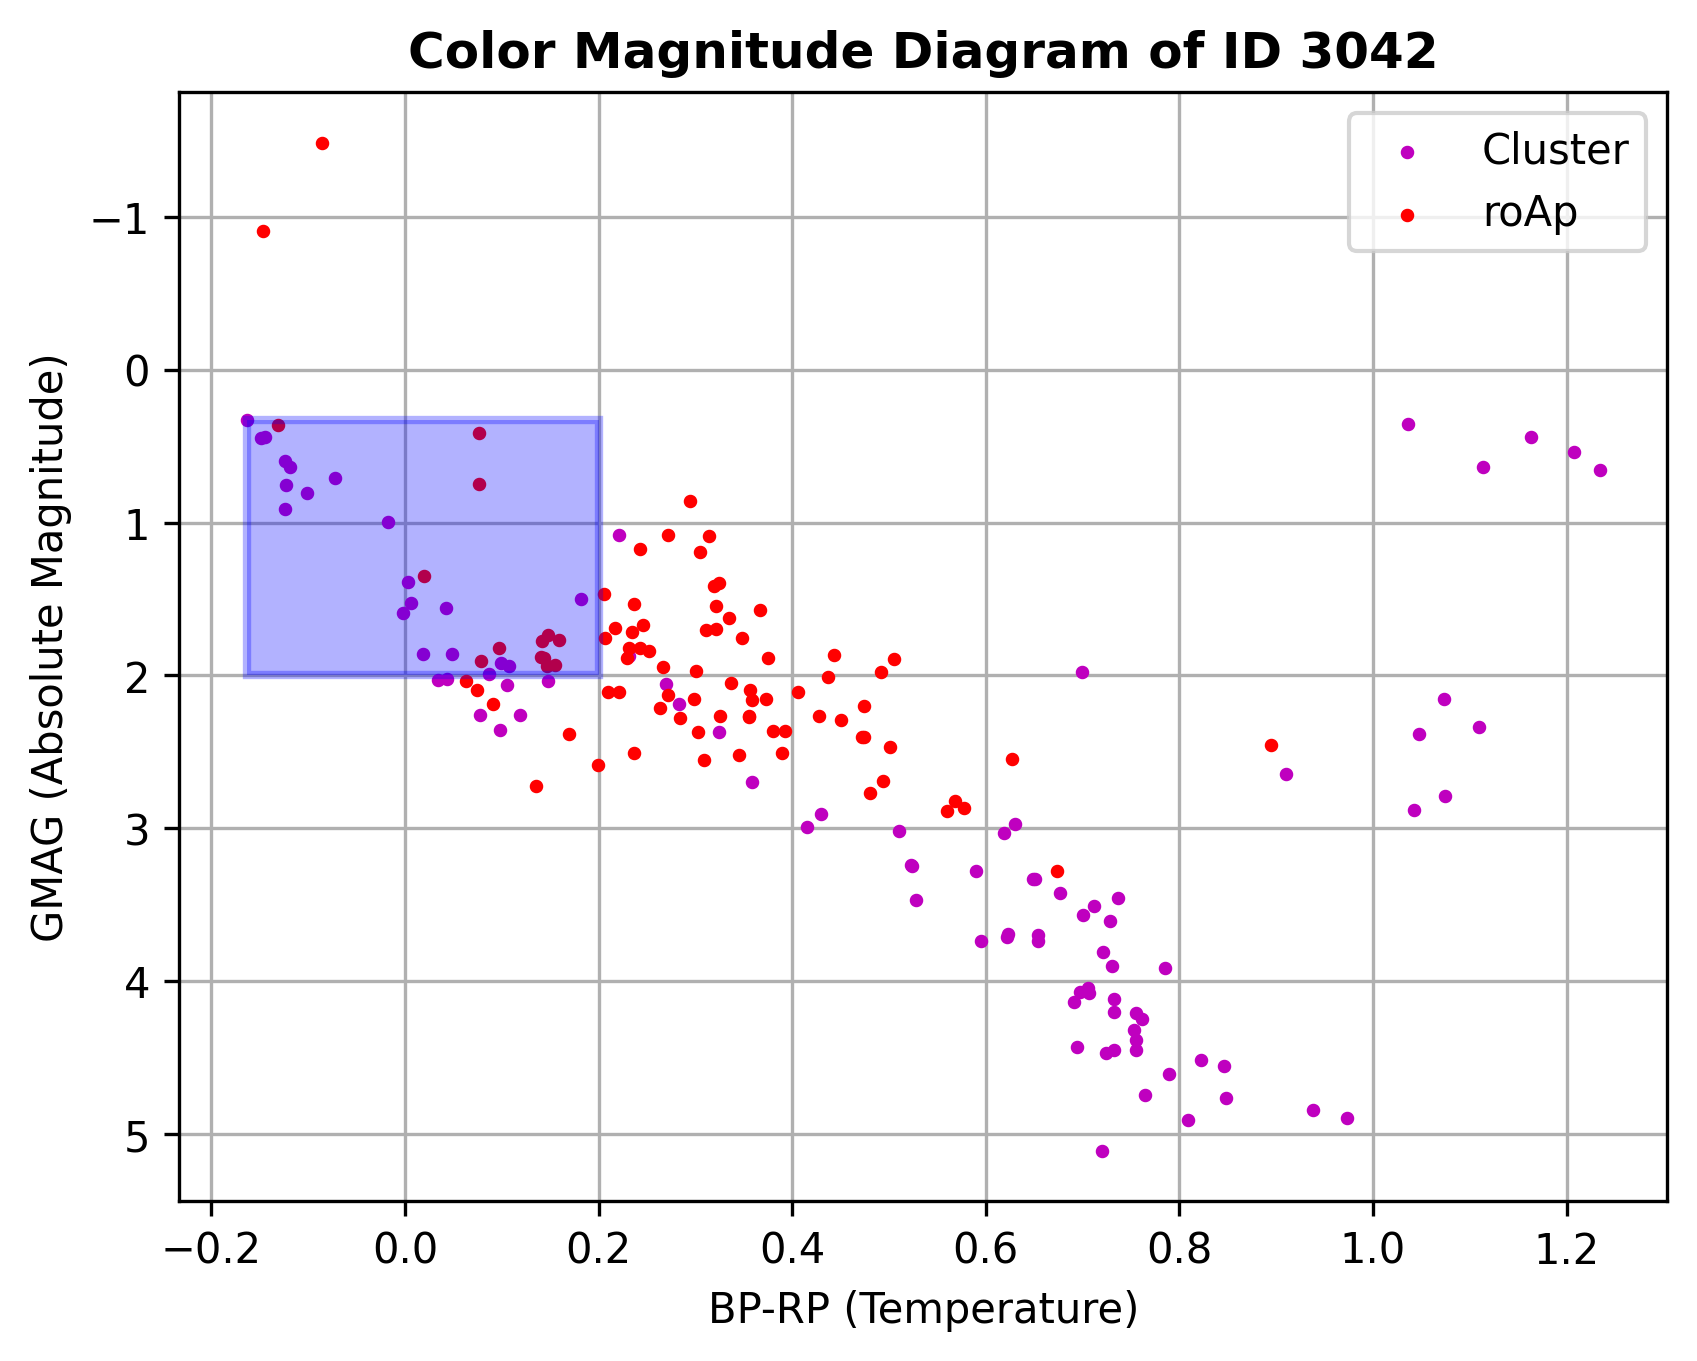 Color Magnitude Diagram of ID 3042
Cluster
roAp
GMAG (Absolute Magnitude)
−1
0
1
2
3
4
5
−0.2 0.0 0.2 0.4 0.6 0.8 1.0 1.2
BP-RP (Temperature)